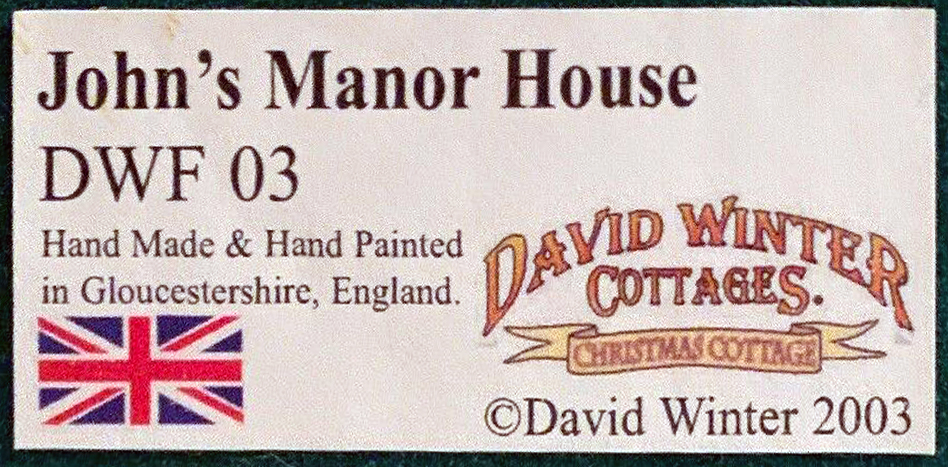 John's Manor House
DWF 03
Hand Made & Hand Painted
in Gloucestershire, England.
DAVID WINTER
COTTAGES.
CHRISTMAS COTTAGE
©David Winter 2003